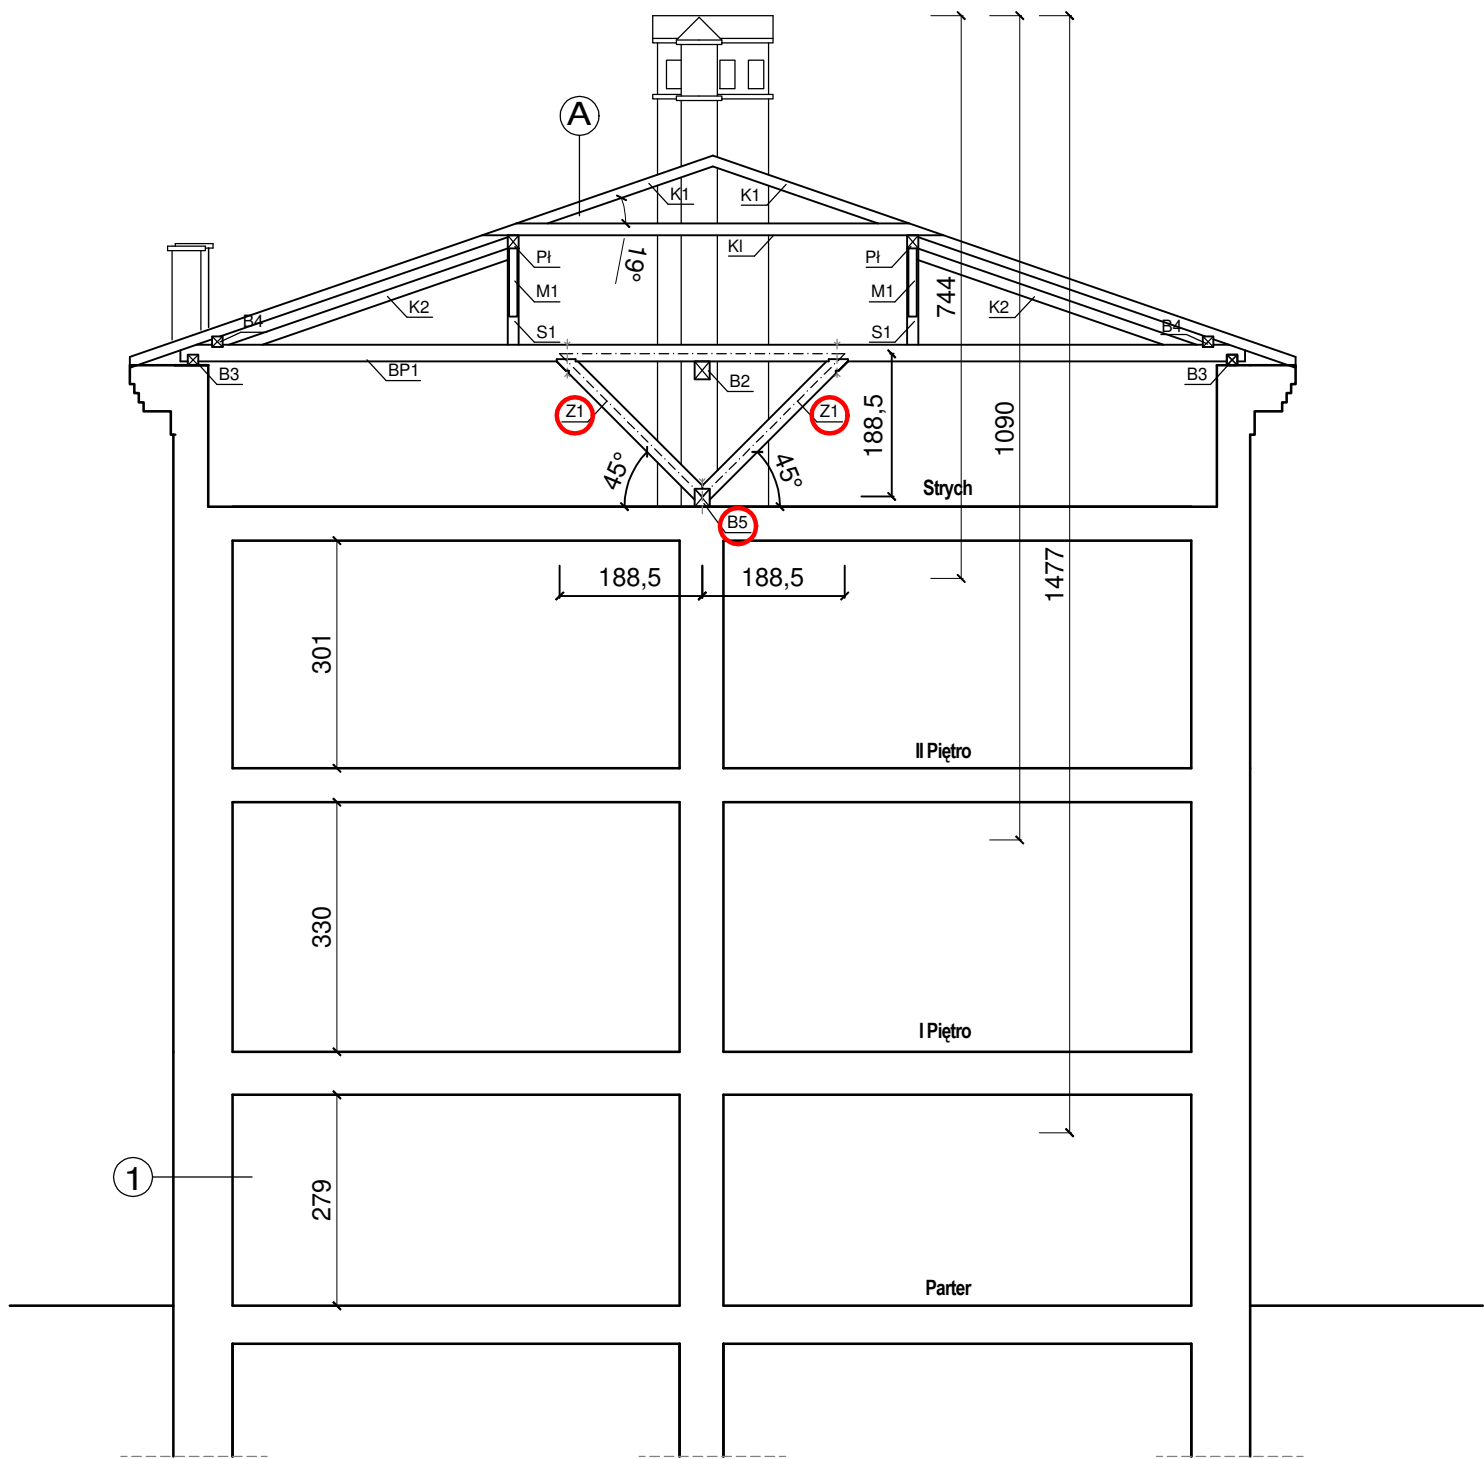 A
K1
K1
Pł
KI
Pł
19°
M1
M1
744
K2
K2
B4
S1
S1
B4
B3
BP1
B2
B3
Z1
Z1
188,5
1090
45°
45°
Strych
B5
188,5
188,5
1477
301
II Piętro
330
I Piętro
1
279
Parter